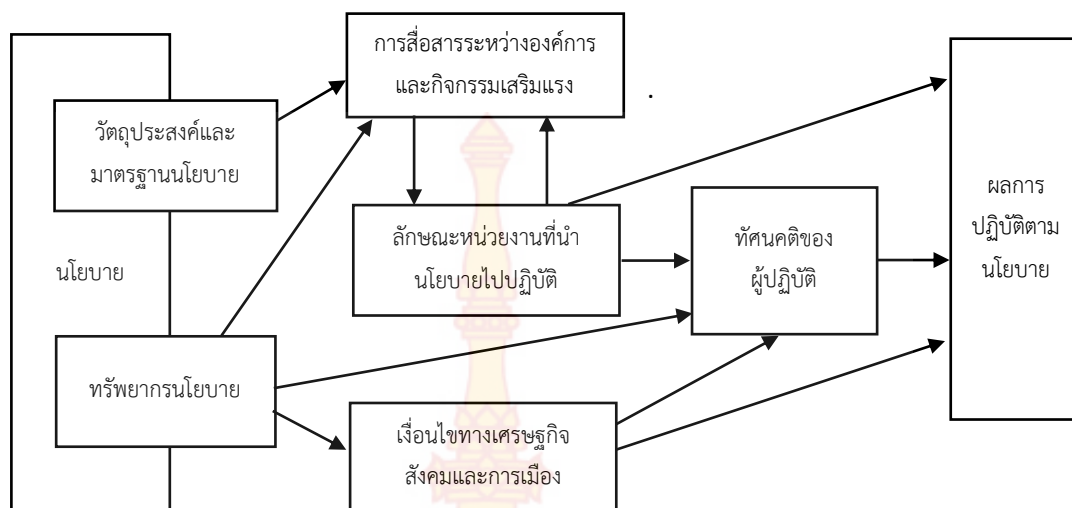 การสื่อสารระหว่างองค์การ
และกิจกรรมเสริมแรง
.
วัตถุประสงค์และ
มาตรฐานนโยบาย
นโยบาย
ลักษณะหน่วยงานที่นำ
นโยบายไปปฏิบัติ
ทัศนคติของ
ผู้ปฏิบัติ
ผลการ
ปฏิบัติตาม
นโยบาย
ทรัพยากรนโยบาย
เงื่อนไขทางเศรษฐกิจ
สังคมและการเมือง